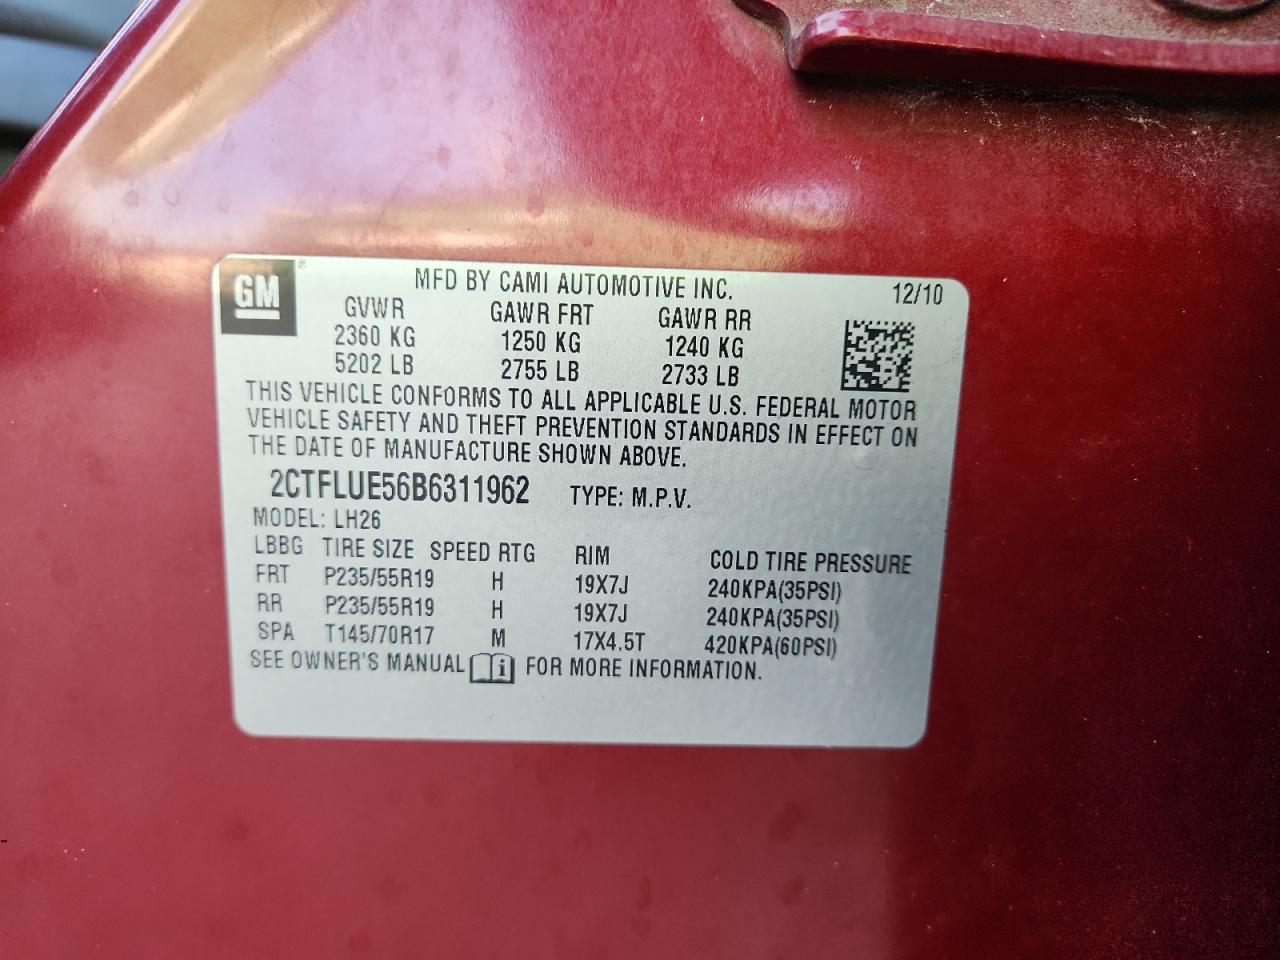 GM ® MFD BY CAMI AUTOMOTIVE INC. 12/10
GVWR GAWR FRT GAWR RR
2360 KG 1250 KG 1240 KG
5202 LB 2755 LB 2733 LB
THIS VEHICLE CONFORMS TO ALL APPLICABLE U.S. FEDERAL MOTOR
VEHICLE SAFETY AND THEFT PREVENTION STANDARDS IN EFFECT ON
THE DATE OF MANUFACTURE SHOWN ABOVE.
2CTFLUE56B6311962 TYPE: M.P.V.
MODEL: LH26
LBBG TIRE SIZE SPEED RTG RIM COLD TIRE PRESSURE
FRT P235/55R19 H 19X7J 240KPA(35PSI)
RR P235/55R19 H 19X7J 240KPA(35PSI)
SPA T145/70R17 M 17X4.5T 420KPA(60PSI)
SEE OWNER'S MANUAL i FOR MORE INFORMATION.